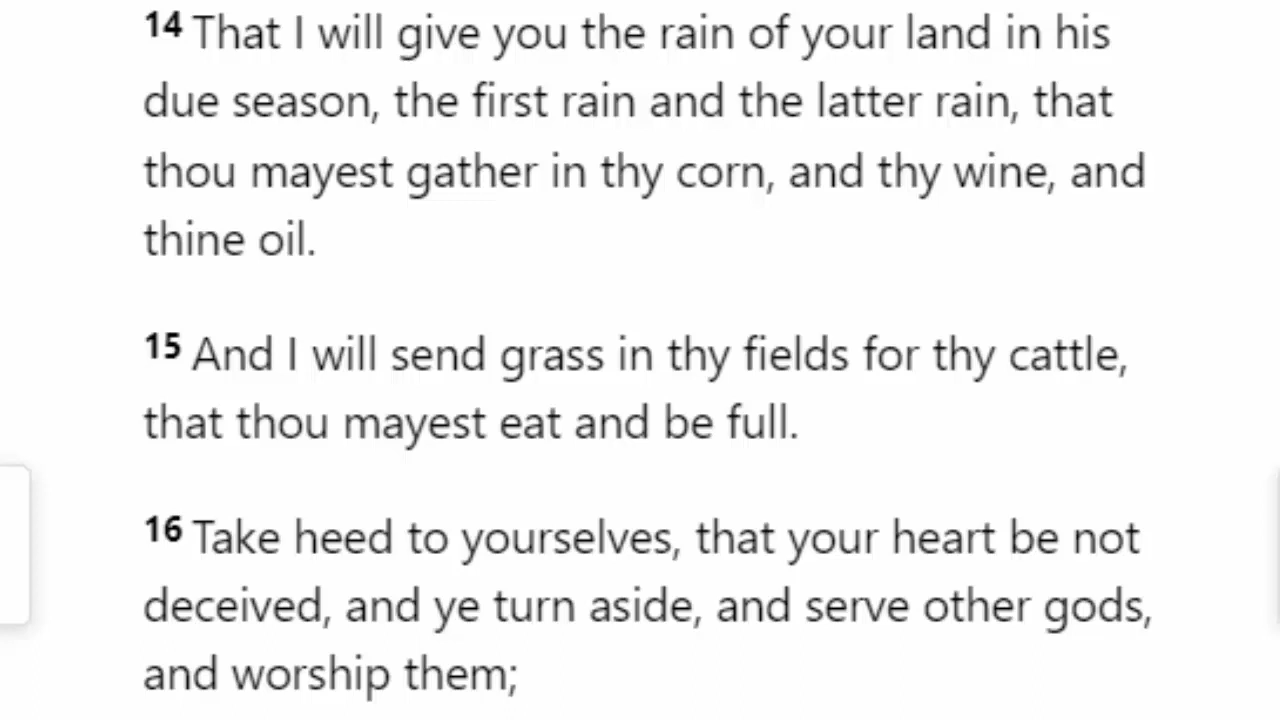 14 That I will give you the rain of your land in his
due season, the first rain and the latter rain, that
thou mayest gather in thy corn, and thy wine, and
thine oil.
15 And I will send grass in thy fields for thy cattle,
that thou mayest eat and be full.
16 Take heed to yourselves, that your heart be not
deceived, and ye turn aside, and serve other gods,
and worship them;